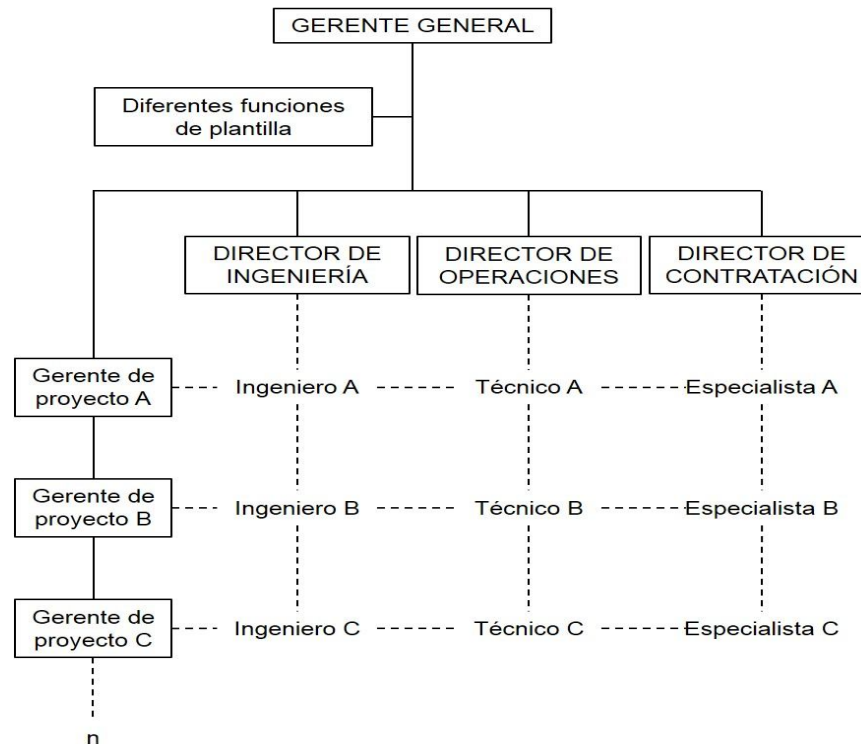 GERENTE GENERAL
Diferentes funciones
de plantilla
DIRECTOR DE
INGENIERÍA
DIRECTOR DE
OPERACIONES
DIRECTOR DE
CONTRATACIÓN
Gerente de
proyecto A
Ingeniero A
Técnico A
Especialista A
Gerente de
proyecto B
Ingeniero B
Técnico B
Especialista B
Gerente de
proyecto C
Ingeniero C
Técnico C
Especialista C
n